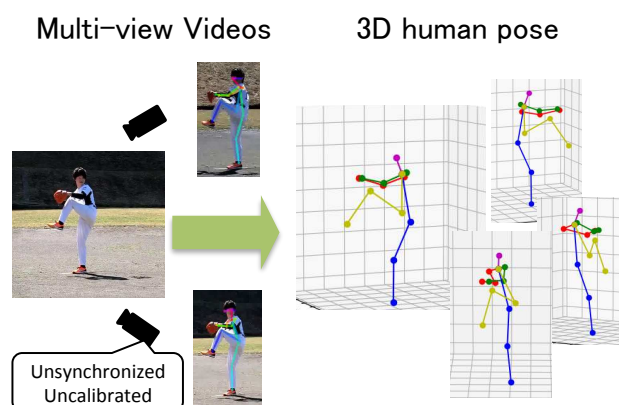 Multi-view Videos
3D human pose
Unsynchronized
Uncalibrated